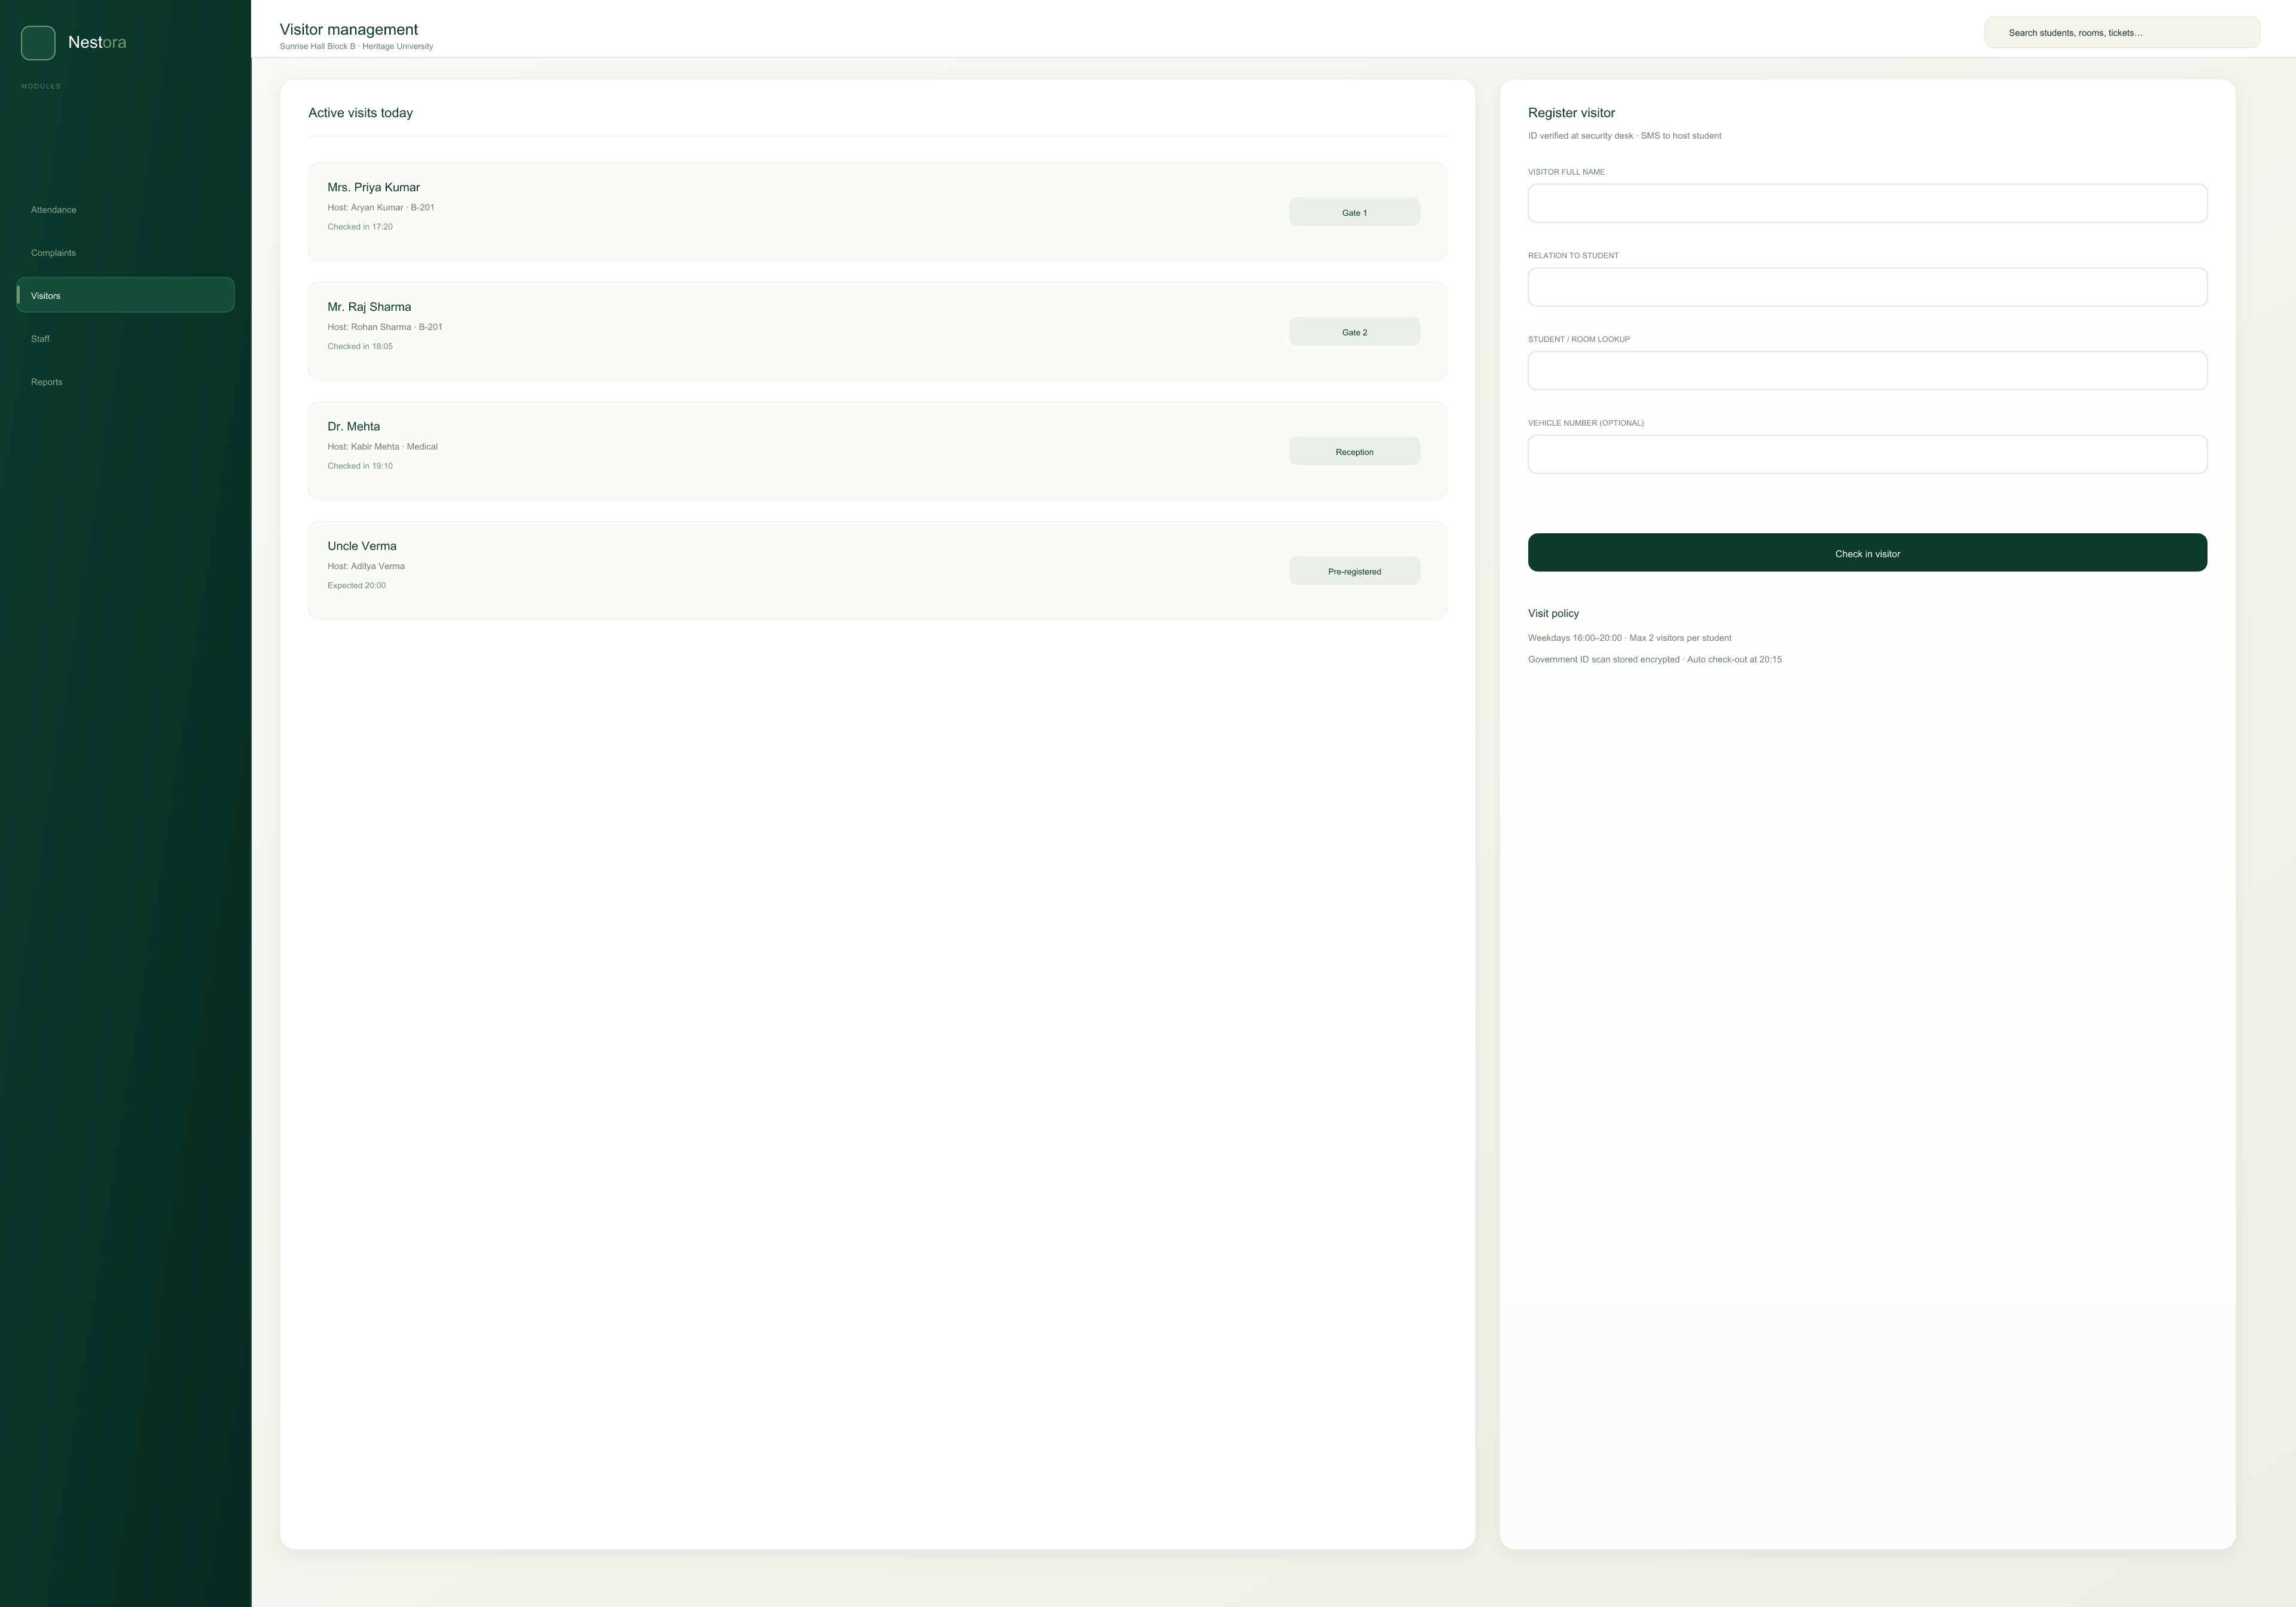 Nestora
MODULES
Attendance
Complaints
Visitors
Staff
Reports
Visitor management
Sunrise Hall Block B · Heritage University
Search students, rooms, tickets…
Active visits today
Mrs. Priya Kumar
Host: Aryan Kumar · B-201
Checked in 17:20
Gate 1
Mr. Raj Sharma
Host: Rohan Sharma · B-201
Checked in 18:05
Gate 2
Dr. Mehta
Host: Kabir Mehta · Medical
Checked in 19:10
Reception
Uncle Verma
Host: Aditya Verma
Expected 20:00
Pre-registered
Register visitor
ID verified at security desk · SMS to host student
VISITOR FULL NAME
RELATION TO STUDENT
STUDENT / ROOM LOOKUP
VEHICLE NUMBER (OPTIONAL)
Check in visitor
Visit policy
Weekdays 16:00–20:00 · Max 2 visitors per student
Government ID scan stored encrypted · Auto check-out at 20:15